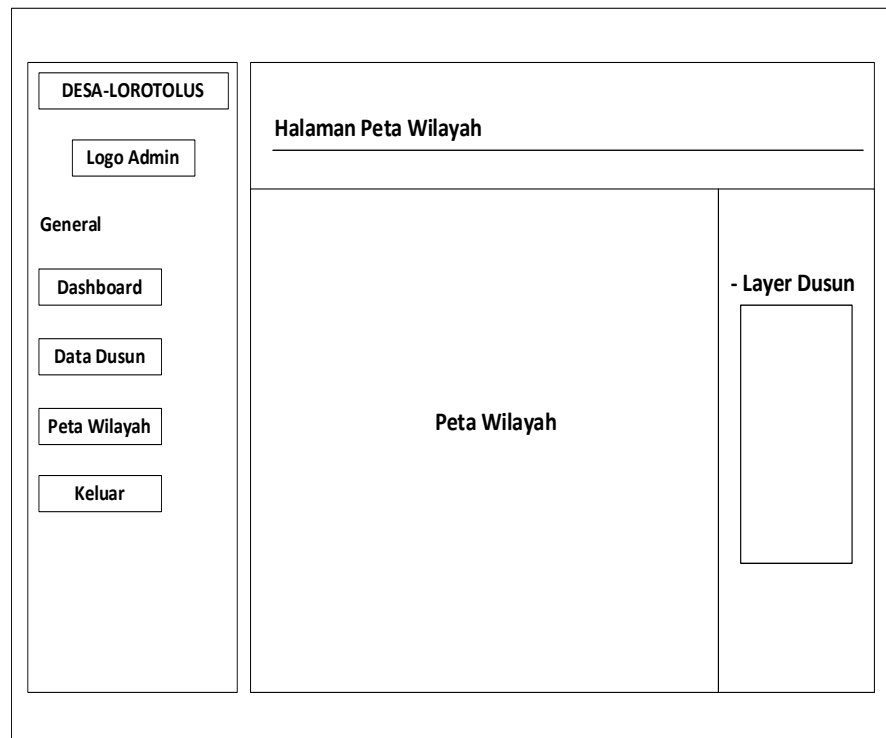 DESA-LOROTOLUS
Logo Admin
General
Dashboard
Data Dusun
Peta Wilayah
Keluar
Halaman Peta Wilayah
Peta Wilayah
- Layer Dusun